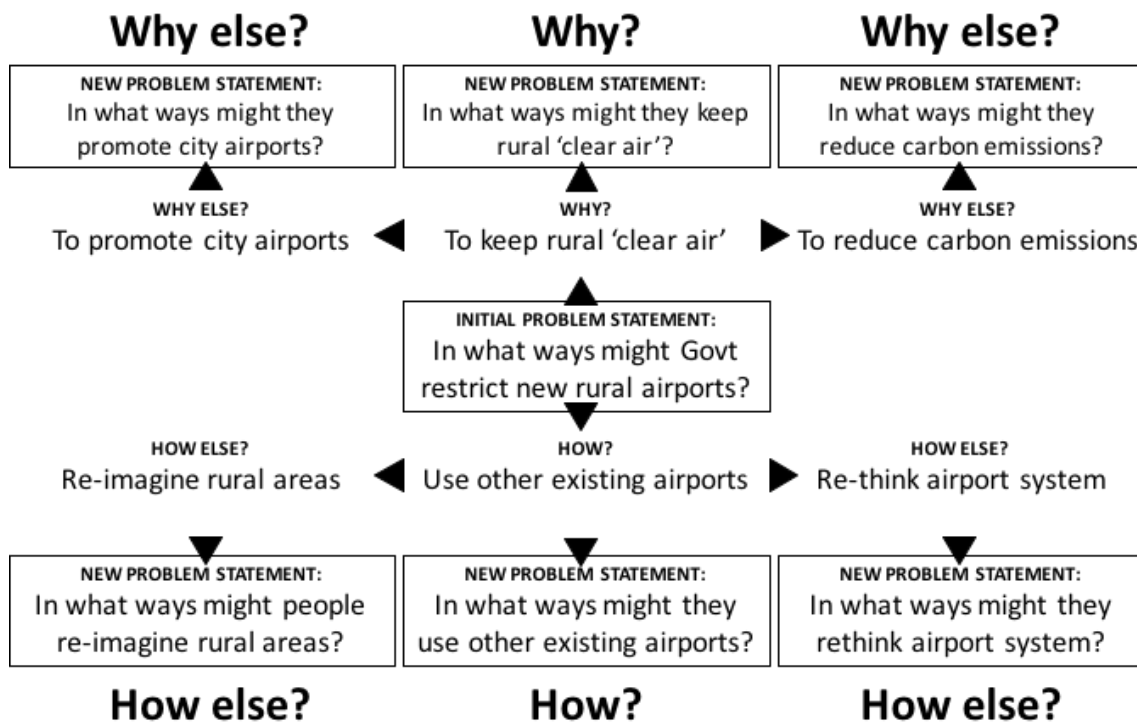 Why else?
Why?
Why else?
NEW PROBLEM STATEMENT:
In what ways might they
promote city airports?
NEW PROBLEM STATEMENT:
In what ways might they keep
rural ‘clear air’?
NEW PROBLEM STATEMENT:
In what ways might they
reduce carbon emissions?
WHY ELSE?
To promote city airports
WHY?
To keep rural ‘clear air’
WHY ELSE?
To reduce carbon emissions
INITIAL PROBLEM STATEMENT:
In what ways might Govt
restrict new rural airports?
HOW ELSE?
Re-imagine rural areas
HOW?
Use other existing airports
HOW ELSE?
Re-think airport system
NEW PROBLEM STATEMENT:
In what ways might people
re-imagine rural areas?
NEW PROBLEM STATEMENT:
In what ways might they
use other existing airports?
NEW PROBLEM STATEMENT:
In what ways might they
rethink airport system?
How else?
How?
How else?